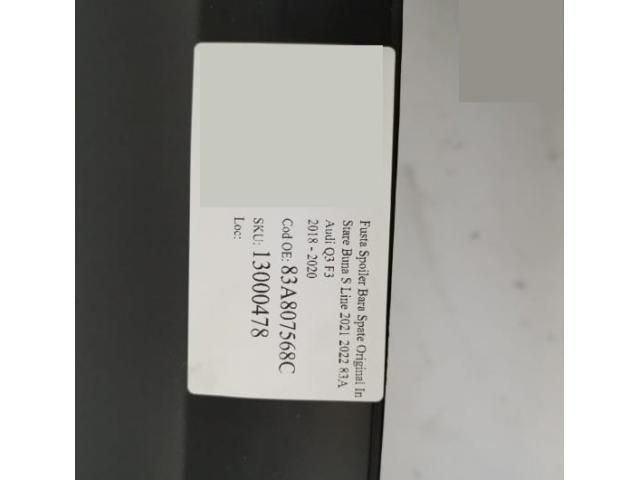 Fusta Spoiler Bara Spate Original In
Stare Buna S Line 2021 2022 83A
Audi Q3 F3
2018 - 2020
Cod OE: 83A807568C
SKU: 13000478
Loc: